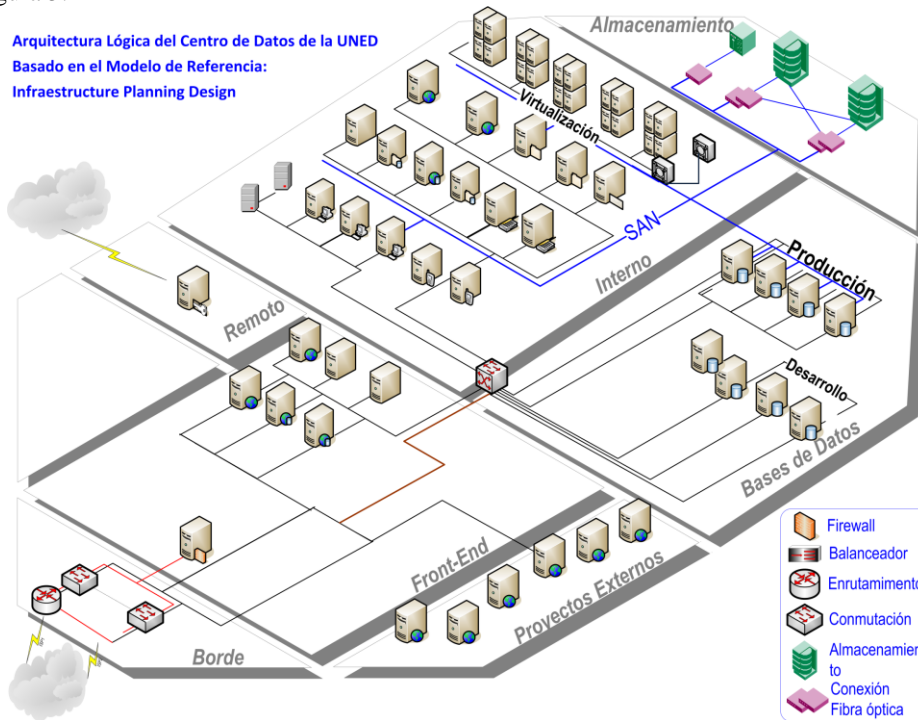 Arquitectura Lógica del Centro de Datos de la UNED
Basado en el Modelo de Referencia:
Infraestructure Planning Design
Almacenamiento
Virtualización
SAN
Interno
Producción
Remoto
Desarrollo
Bases de Datos
Front-End
Proyectos Externos
Borde
Firewall
Balanceador
Enrutamiento
Conmutación
Almacenamien
to
Conexión
Fibra óptica